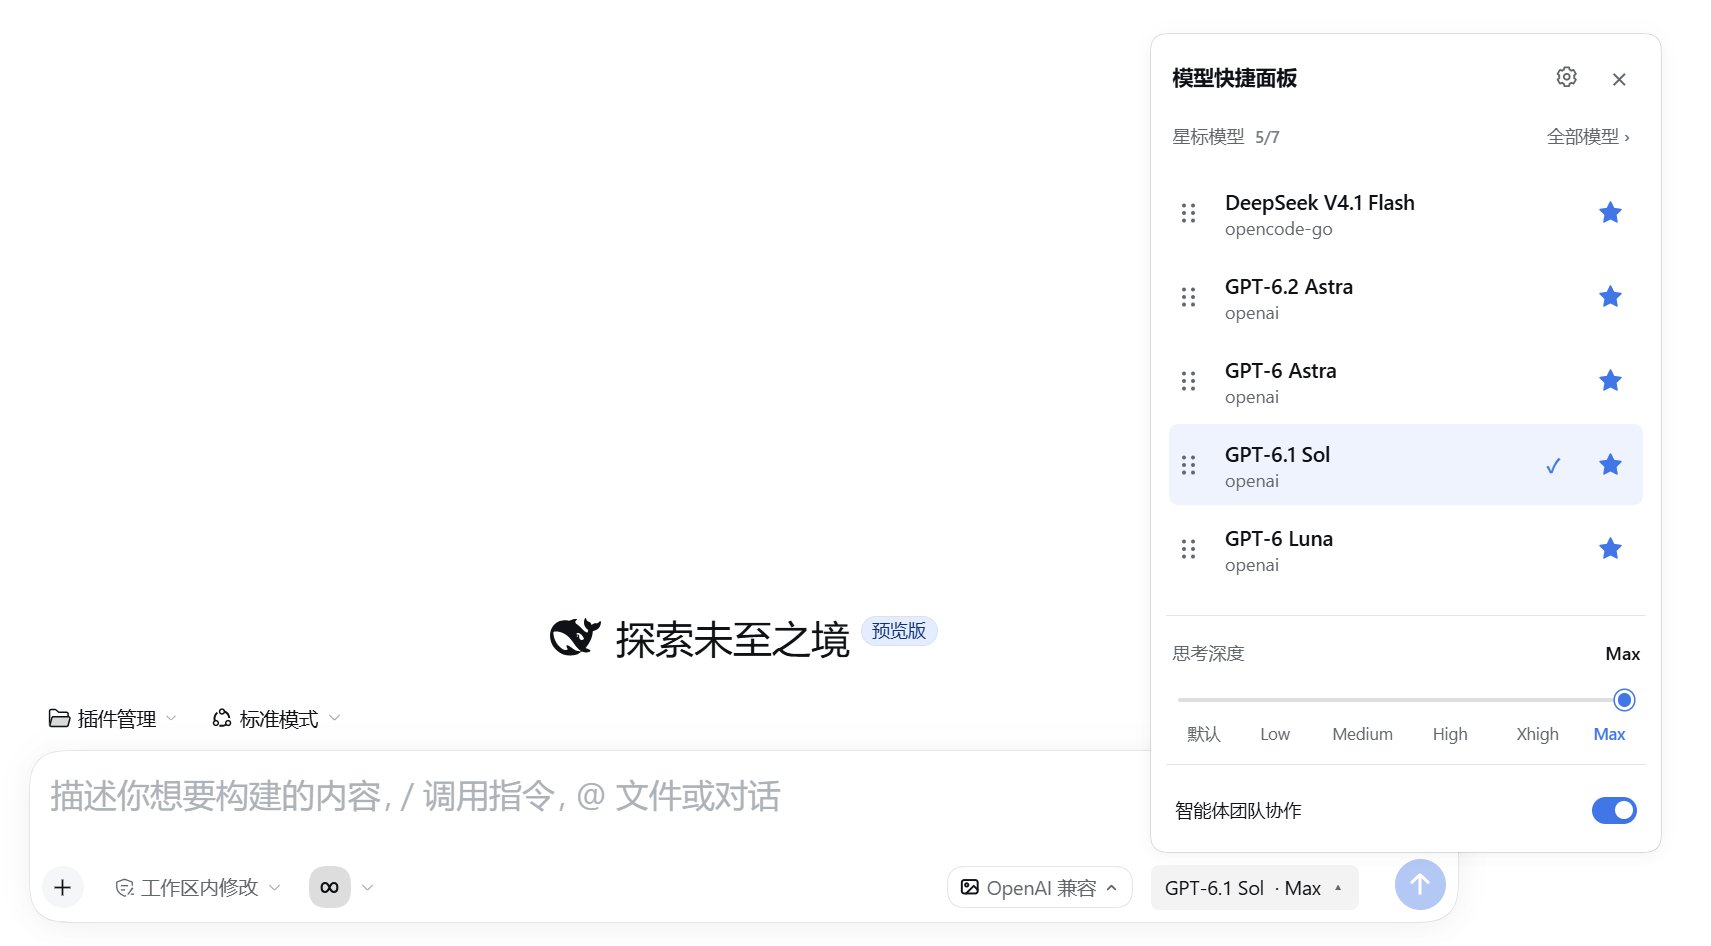 模型快捷面板
星标模型 5/7
全部模型 ›
DeepSeek V4.1 Flash
opencode-go
GPT-6.2 Astra
openai
GPT-6 Astra
openai
GPT-6.1 Sol
openai
GPT-6 Luna
openai
思考深度
Max
默认 Low Medium High Xhigh Max
智能体团队协作
探索未至之境 预览版
插件管理 标准模式
描述你想要构建的内容, / 调用指令, @ 文件或对话
工作区内修改
OpenAI 兼容
GPT-6.1 Sol · Max